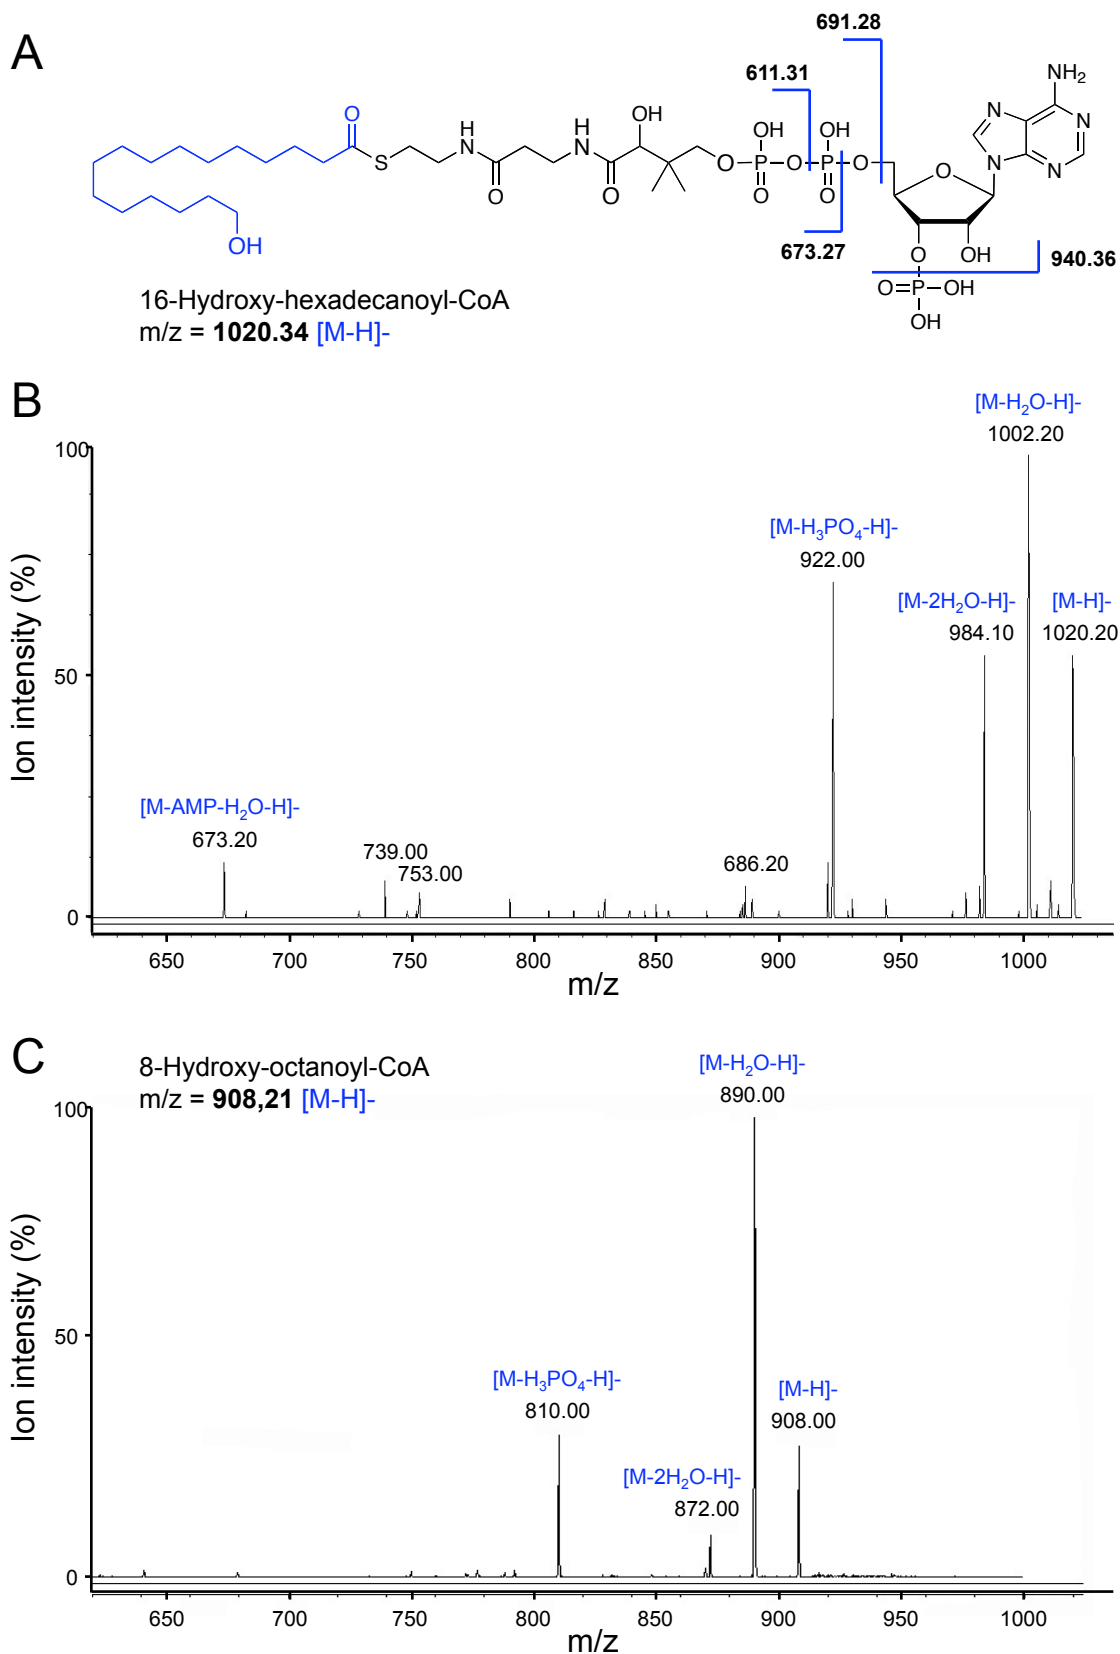 A
691.28
611.31
NH2
N
N
N
N
O
H
N
H
N
OH
OH
OH
S
O
O
O
P
O
P
O
O
O
O
O
OH
673.27
O
OH
940.36
O=P–OH
OH
16-Hydroxy-hexadecanoyl-CoA
m/z = 1020.34 [M-H]-
B
[M-H2O-H]-
1002.20
100
[M-H3PO4-H]-
922.00
[M-2H2O-H]-
984.10
[M-H]-
1020.20
50
[M-AMP-H2O-H]-
673.20
739.00
753.00
686.20
0
Ion intensity (%)
650 700 750 800 850 900 950 1000
m/z
C
8-Hydroxy-octanoyl-CoA
m/z = 908,21 [M-H]-
[M-H2O-H]-
890.00
100
50
[M-H3PO4-H]-
810.00
[M-H]-
908.00
[M-2H2O-H]-
872.00
0
Ion intensity (%)
650 700 750 800 850 900 950 1000
m/z